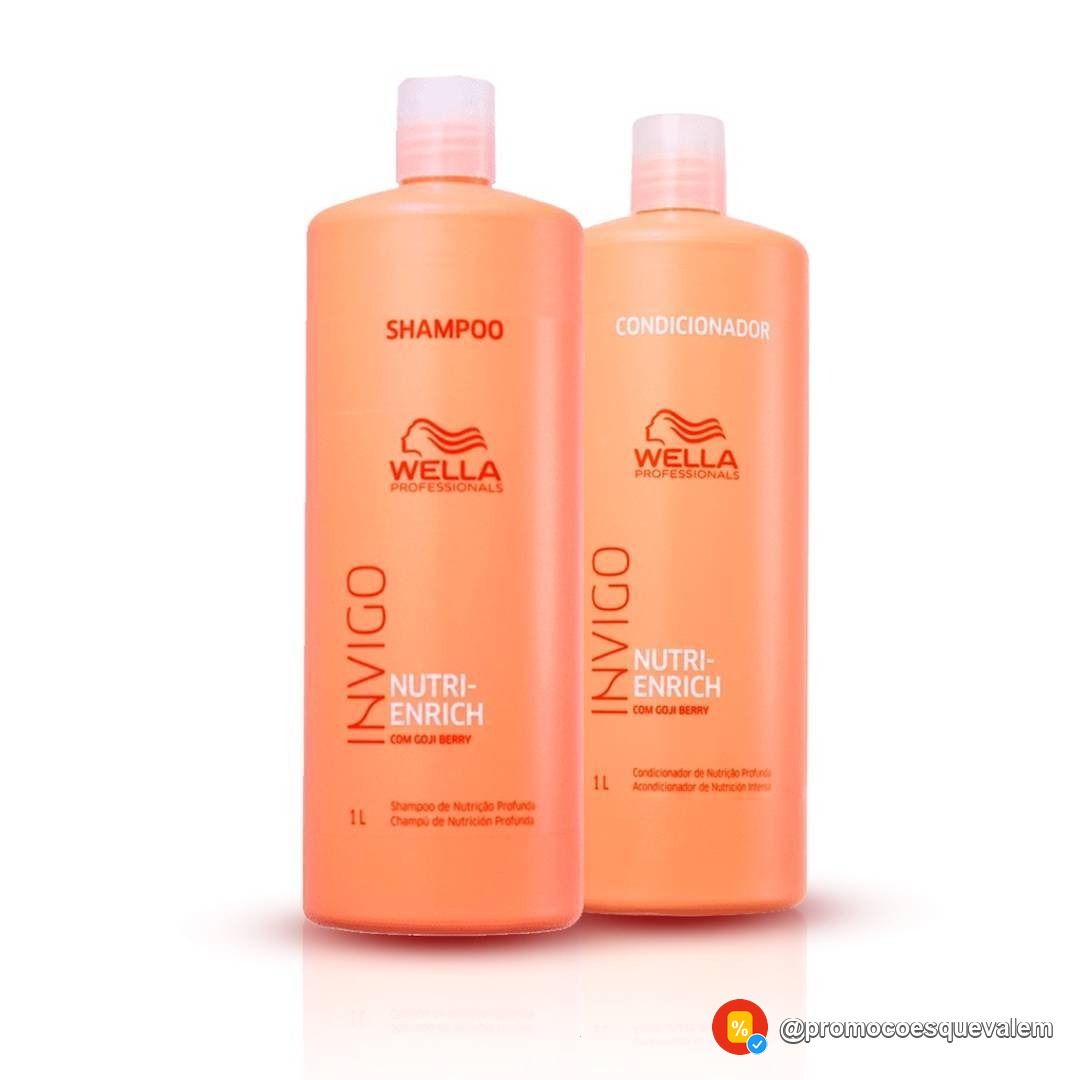 SHAMPOO
WELLA
PROFESSIONALS
INVIGO
NUTRI-
ENRICH
COM GOJI BERRY
1 L
Shampoo de Nutrição Profunda
Champú de Nutrición Profunda
CONDICIONADOR
WELLA
PROFESSIONALS
INVIGO
NUTRI-
ENRICH
COM GOJI BERRY
1 L
Condicionador de Nutrição Profunda
Acondicionador de Nutrición Intensa
%
@promocoesquevalem